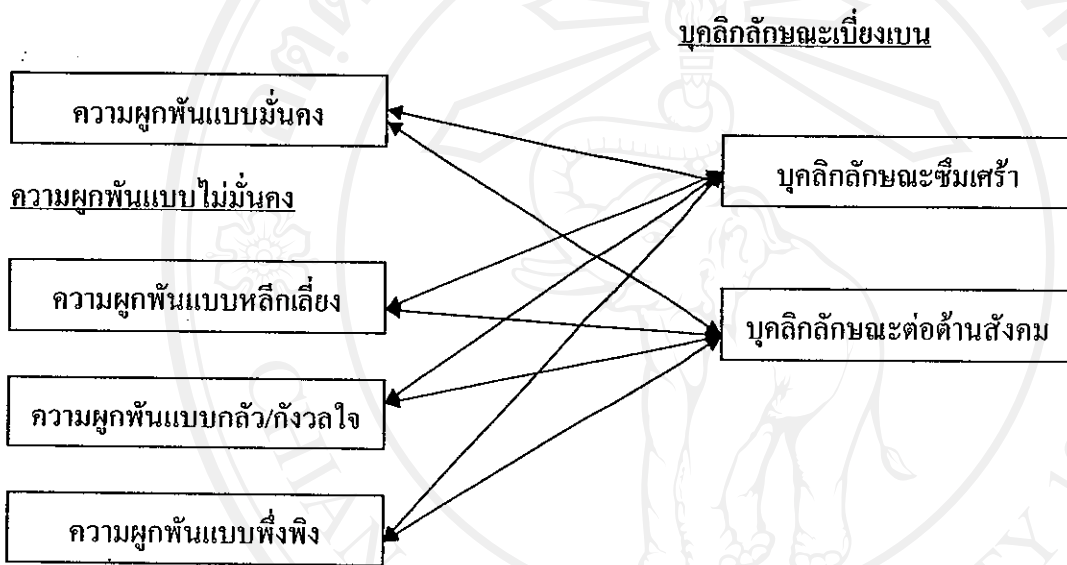 บุคลิกลักษณะเบี่ยงเบน
ความผูกพันแบบมั่นคง
บุคลิกลักษณะซึมเศร้า
ความผูกพันแบบไม่มั่นคง
ความผูกพันแบบหลีกเลี่ยง
บุคลิกลักษณะต่อต้านสังคม
ความผูกพันแบบกลัว/กังวลใจ
ความผูกพันแบบพึ่งพิง